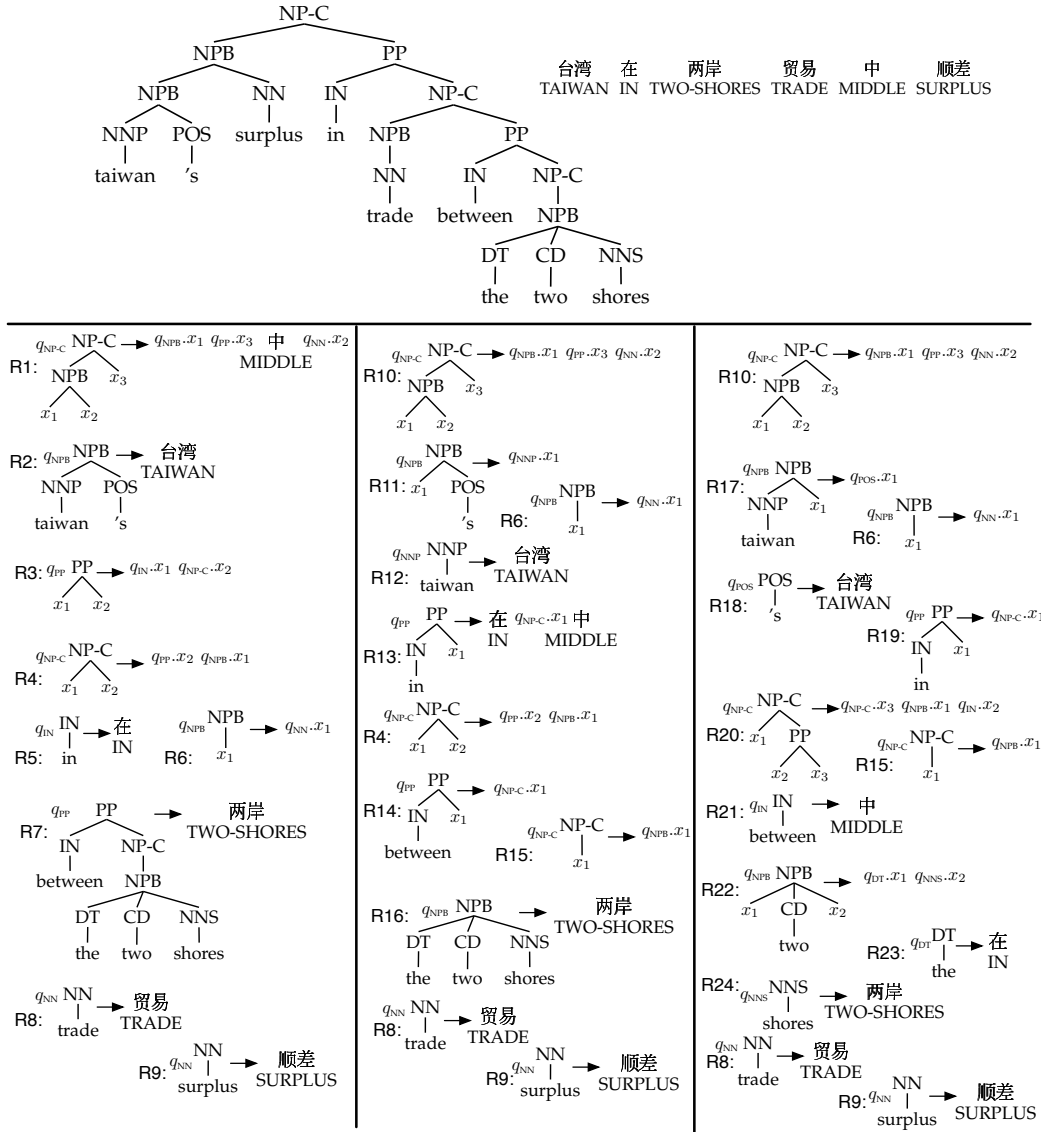 NP-C
NPB PP
台湾 在 两岸 贸易 中 顺差
TAIWAN IN TWO-SHORES TRADE MIDDLE SURPLUS
NPB NN IN NP-C
NNP POS surplus in NPB PP
taiwan 's NN IN NP-C
trade between NPB
DT CD NNS
the two shores
R1: qNP-C NP-C qNPB.x1 qPP.x3 中 qNN.x2
MIDDLE
NPB x3
x1 x2
R2: qNPB NPB 台湾
TAIWAN
NNP POS
taiwan 's
R3: qPP PP qIN.x1 qNP-C.x2
x1 x2
R4: qNP-C NP-C qPP.x2 qNPB.x1
x1 x2
R5: qIN IN 在
in IN
R6: qNPB NPB qNN.x1
x1
R7: qPP PP 两岸
TWO-SHORES
IN NP-C
between NPB
DT CD NNS
the two shores
R8: qNN NN 贸易
trade TRADE
R9: qNN NN 顺差
surplus SURPLUS
R10: qNP-C NP-C qNPB.x1 qPP.x3 qNN.x2
NPB x3
x1 x2
R11: qNPB NPB qNNP.x1
x1 POS
's
R6: qNPB NPB qNN.x1
x1
R12: qNNP NNP 台湾
taiwan TAIWAN
R13: qPP PP 在 qNP-C.x1 中
IN MIDDLE
IN x1
in
R4: qNP-C NP-C qPP.x2 qNPB.x1
x1 x2
R14: qPP PP qNP-C.x1
IN x1
between
R15: qNP-C NP-C qNPB.x1
x1
R16: qNPB NPB 两岸
TWO-SHORES
DT CD NNS
the two shores
R8: qNN NN 贸易
trade TRADE
R9: qNN NN 顺差
surplus SURPLUS
R10: qNP-C NP-C qNPB.x1 qPP.x3 qNN.x2
NPB x3
x1 x2
R17: qNPB NPB qPOS.x1
NNP x1
taiwan
R6: qNPB NPB qNN.x1
x1
R18: qPOS POS 台湾
's TAIWAN
R19: qPP PP qNP-C.x1
IN x1
in
R20: qNP-C NP-C qNP-C.x3 qNPB.x1 qIN.x2
x1 PP
x2 x3
R15: qNP-C NP-C qNPB.x1
x1
R21: qIN IN 中
between MIDDLE
R22: qNPB NPB qDT.x1 qNNS.x2
x1 CD x2
two
R23: qDT DT 在
the IN
R24: qNNS NNS 两岸
shores TWO-SHORES
R8: qNN NN 贸易
trade TRADE
R9: qNN NN 顺差
surplus SURPLUS